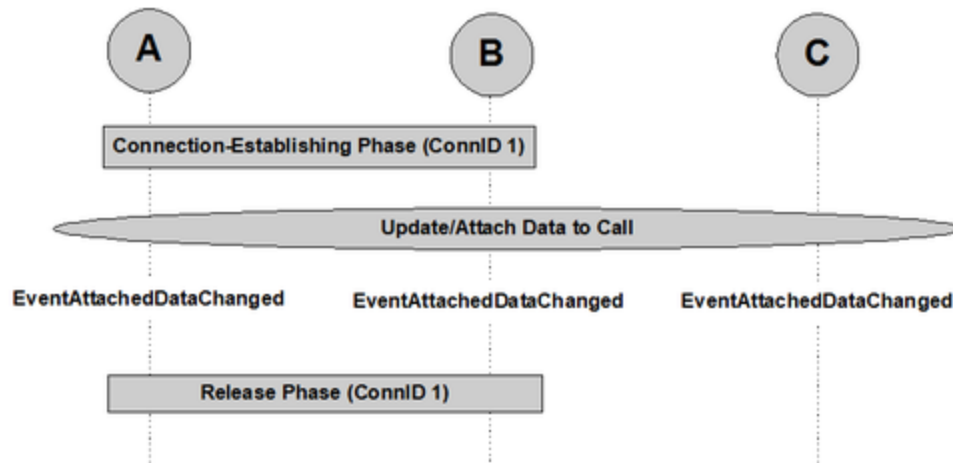 A
B
C
Connection-Establishing Phase (ConnID 1)
Update/Attach Data to Call
EventAttachedDataChanged
EventAttachedDataChanged
EventAttachedDataChanged
Release Phase (ConnID 1)